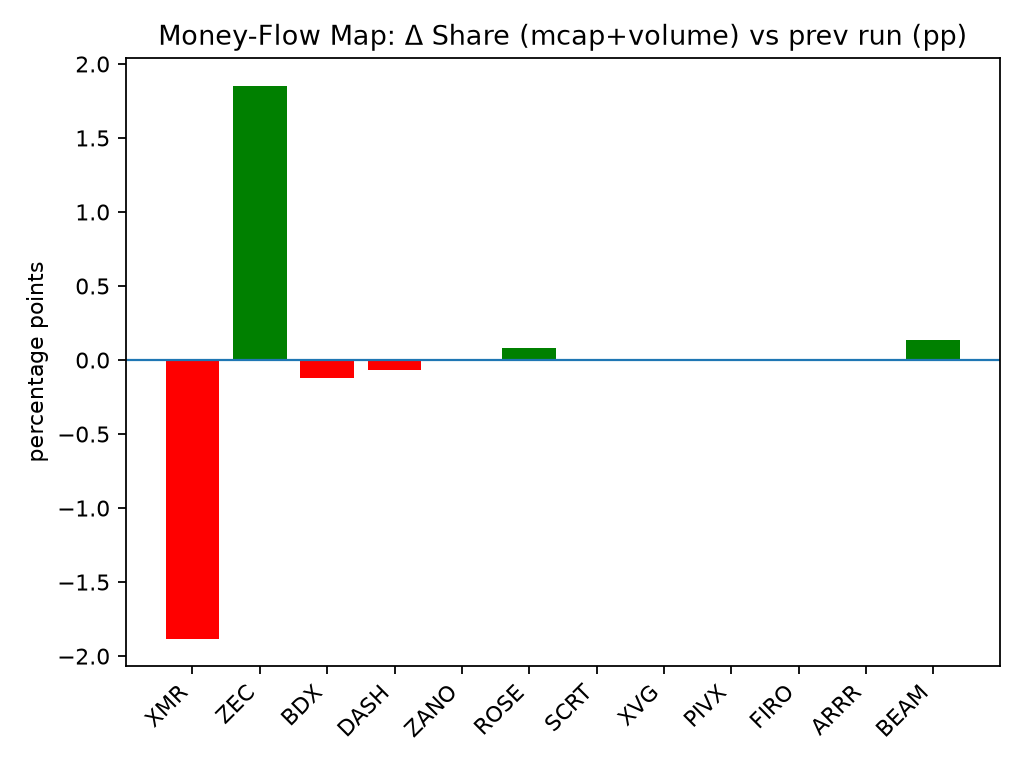 Money-Flow Map: Δ Share (mcap+volume) vs prev run (pp)
percentage points
2.0
1.5
1.0
0.5
0.0
−0.5
−1.0
−1.5
−2.0
XMR
ZEC
BDX
DASH
ZANO
ROSE
SCRT
XVG
PIVX
FIRO
ARRR
BEAM